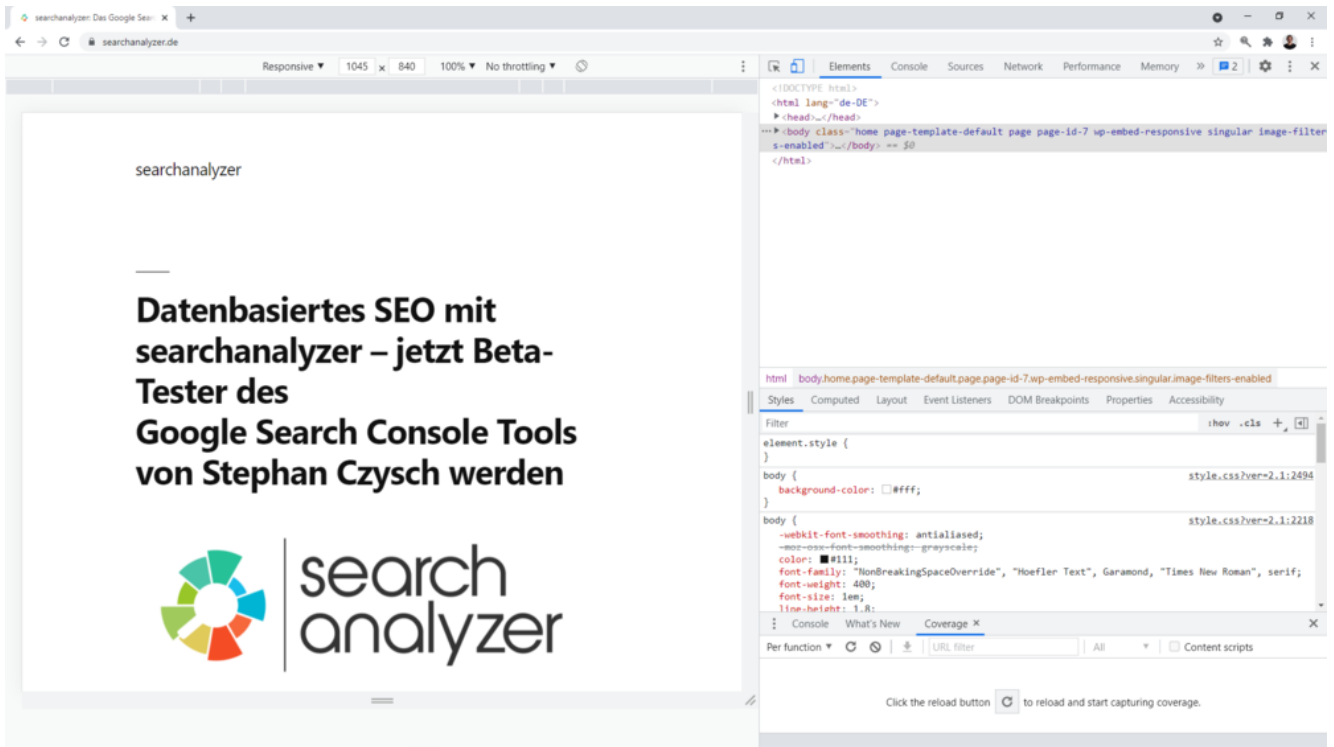 searchanalyzer: Das Google Sear
searchanalyzer.de
Responsive ▼ 1045 x 840 100% ▼ No throttling ▼
Elements Console Sources Network Performance Memory » 2
<!DOCTYPE html>
<html lang="de-DE">
▶<head>…</head>
···▶<body class="home page-template-default page page-id-7 wp-embed-responsive singular image-filter
s-enabled">…</body> == $0
</html>
searchanalyzer
Datenbasiertes SEO mit
searchanalyzer – jetzt Beta-
Tester des
Google Search Console Tools
von Stephan Czysch werden
search
analyzer
html body.home.page-template-default.page.page-id-7.wp-embed-responsive.singular.image-filters-enabled
Styles Computed Layout Event Listeners DOM Breakpoints Properties Accessibility
Filter :hov .cls +
element.style {
}
body { style.css?ver=2.1:2494
background-color: #fff;
}
body { style.css?ver=2.1:2218
-webkit-font-smoothing: antialiased;
-moz-osx-font-smoothing: grayscale;
color: #111;
font-family: "NonBreakingSpaceOverride", "Hoefler Text", Garamond, "Times New Roman", serif;
font-weight: 400;
font-size: 1em;
line-height: 1.8;
Console What's New Coverage ×
Per function ▼ URL filter All ▼ Content scripts
Click the reload button to reload and start capturing coverage.